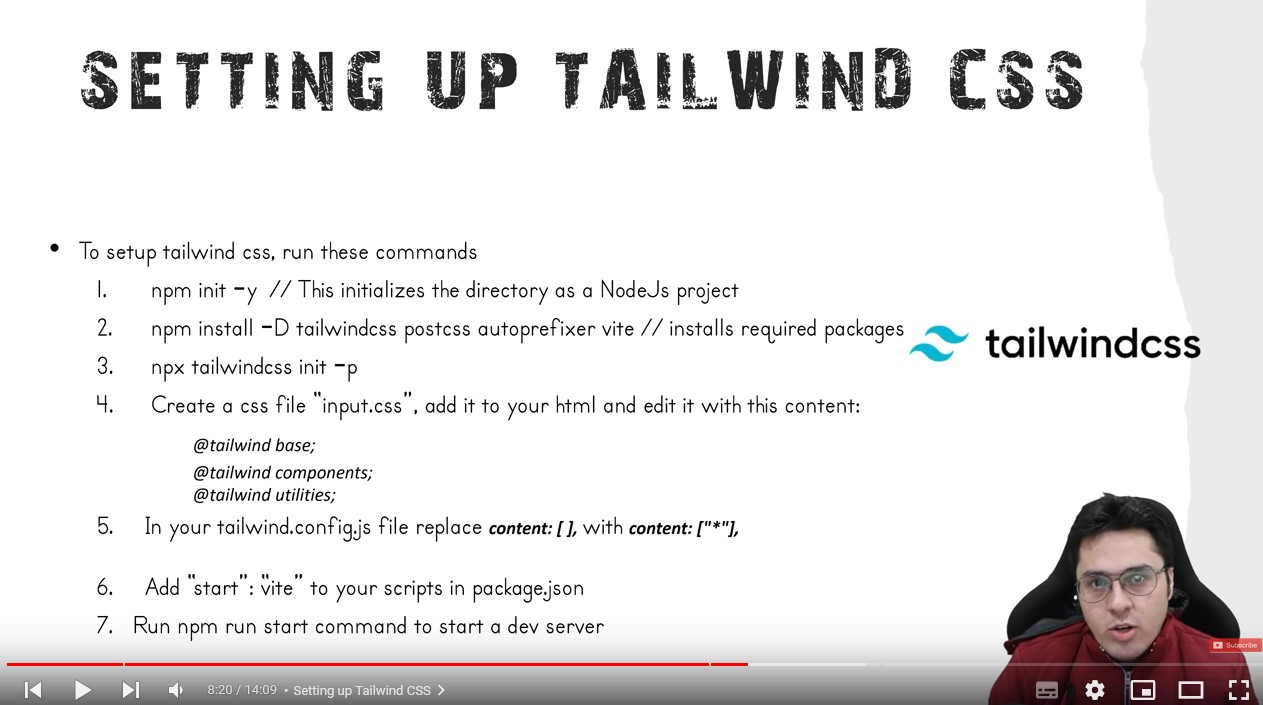 SETTING UP TAILWIND CSS
• To setup tailwind css, run these commands
1. npm init -y // This initializes the directory as a NodeJs project
2. npm install -D tailwindcss postcss autoprefixer vite // installs required packages
tailwindcss
3. npx tailwindcss init -p
4. Create a css file "input.css", add it to your html and edit it with this content:
@tailwind base;
@tailwind components;
@tailwind utilities;
5. In your tailwind.config.js file replace content: [ ], with content: ["*"],
6. Add "start": "vite" to your scripts in package.json
7. Run npm run start command to start a dev server
Subscribe
8:20 / 14:09 • Setting up Tailwind CSS